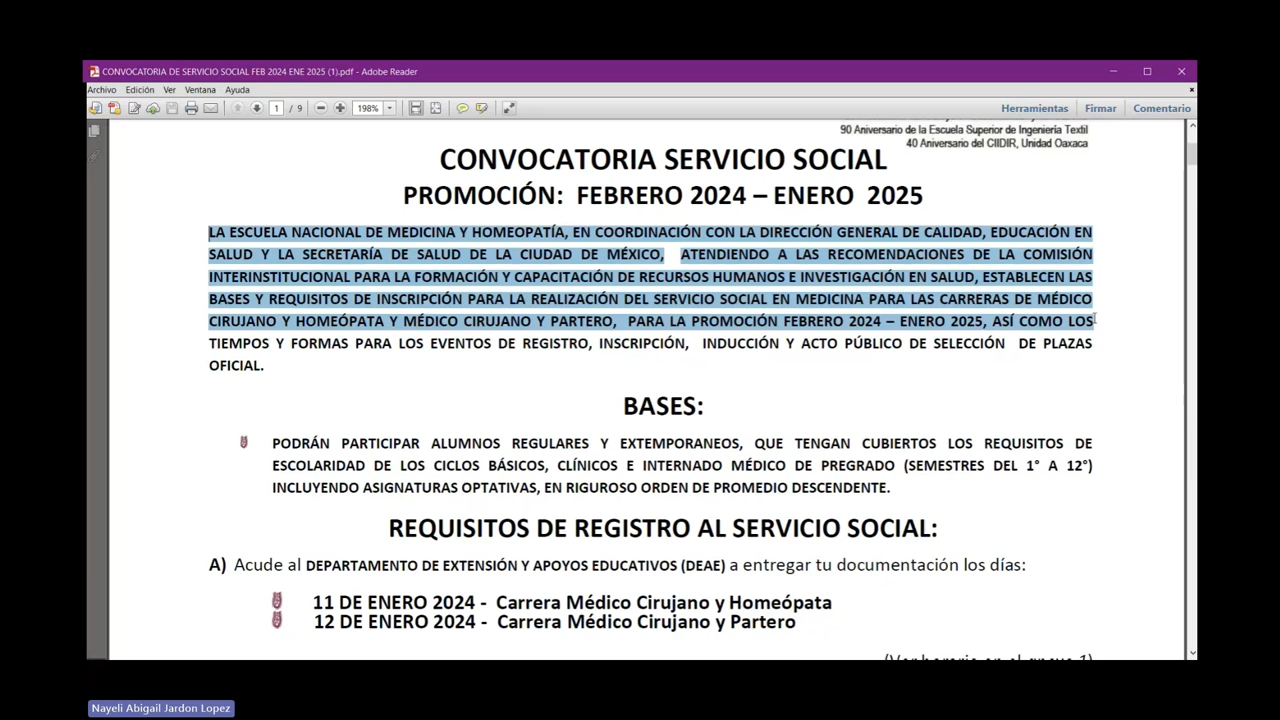 CONVOCATORIA DE SERVICIO SOCIAL FEB 2024 ENE 2025 (1).pdf - Adobe Reader
Archivo Edición Ver Ventana Ayuda
1 / 9 198% Herramientas Firmar Comentario
90 Aniversario de la Escuela Superior de Ingeniería Textil
40 Aniversario del CIIDIR, Unidad Oaxaca
CONVOCATORIA SERVICIO SOCIAL
PROMOCIÓN: FEBRERO 2024 – ENERO 2025
LA ESCUELA NACIONAL DE MEDICINA Y HOMEOPATÍA, EN COORDINACIÓN CON LA DIRECCIÓN GENERAL DE CALIDAD, EDUCACIÓN EN
SALUD Y LA SECRETARÍA DE SALUD DE LA CIUDAD DE MÉXICO, ATENDIENDO A LAS RECOMENDACIONES DE LA COMISIÓN
INTERINSTITUCIONAL PARA LA FORMACIÓN Y CAPACITACIÓN DE RECURSOS HUMANOS E INVESTIGACIÓN EN SALUD, ESTABLECEN LAS
BASES Y REQUISITOS DE INSCRIPCIÓN PARA LA REALIZACIÓN DEL SERVICIO SOCIAL EN MEDICINA PARA LAS CARRERAS DE MÉDICO
CIRUJANO Y HOMEÓPATA Y MÉDICO CIRUJANO Y PARTERO, PARA LA PROMOCIÓN FEBRERO 2024 – ENERO 2025, ASÍ COMO LOS
TIEMPOS Y FORMAS PARA LOS EVENTOS DE REGISTRO, INSCRIPCIÓN, INDUCCIÓN Y ACTO PÚBLICO DE SELECCIÓN DE PLAZAS
OFICIAL.
BASES:
PODRÁN PARTICIPAR ALUMNOS REGULARES Y EXTEMPORANEOS, QUE TENGAN CUBIERTOS LOS REQUISITOS DE
ESCOLARIDAD DE LOS CICLOS BÁSICOS, CLÍNICOS E INTERNADO MÉDICO DE PREGRADO (SEMESTRES DEL 1° A 12°)
INCLUYENDO ASIGNATURAS OPTATIVAS, EN RIGUROSO ORDEN DE PROMEDIO DESCENDENTE.
REQUISITOS DE REGISTRO AL SERVICIO SOCIAL:
A) Acude al DEPARTAMENTO DE EXTENSIÓN Y APOYOS EDUCATIVOS (DEAE) a entregar tu documentación los días:
11 DE ENERO 2024 - Carrera Médico Cirujano y Homeópata
12 DE ENERO 2024 - Carrera Médico Cirujano y Partero
(Ver horario en el anexo 1)
Nayeli Abigail Jardon Lopez